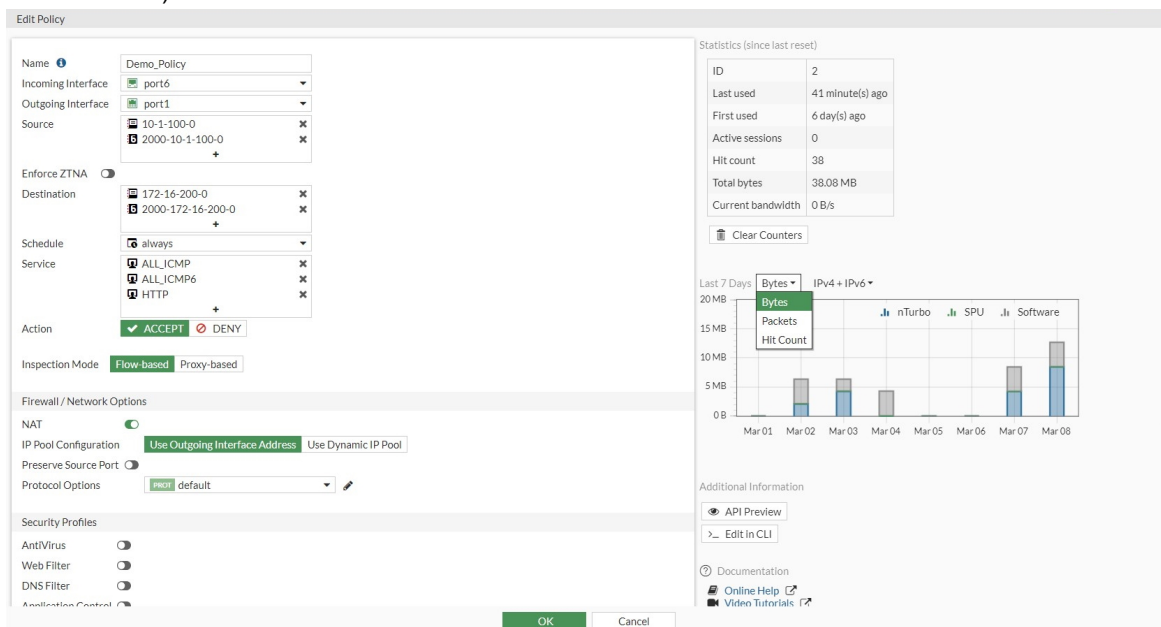 Edit Policy
Name
Demo_Policy
Incoming Interface
port6
Outgoing Interface
port1
Source
10-1-100-0
2000-10-1-100-0
+
Enforce ZTNA
Destination
172-16-200-0
2000-172-16-200-0
+
Schedule
always
Service
ALL_ICMP
ALL_ICMP6
HTTP
+
Action
ACCEPT DENY
Inspection Mode
Flow-based Proxy-based
Firewall / Network Options
NAT
IP Pool Configuration
Use Outgoing Interface Address Use Dynamic IP Pool
Preserve Source Port
Protocol Options
PROT default
Security Profiles
AntiVirus
Web Filter
DNS Filter
Application Control
Statistics (since last reset)
ID 2
Last used 41 minute(s) ago
First used 6 day(s) ago
Active sessions 0
Hit count 38
Total bytes 38.08 MB
Current bandwidth 0 B/s
Clear Counters
Last 7 Days Bytes IPv4 + IPv6
Bytes
Packets
Hit Count
nTurbo SPU Software
20 MB
15 MB
10 MB
5 MB
0 B
Mar 01 Mar 02 Mar 03 Mar 04 Mar 05 Mar 06 Mar 07 Mar 08
Additional Information
API Preview
>_ Edit in CLI
Documentation
Online Help
Video Tutorials
OK Cancel